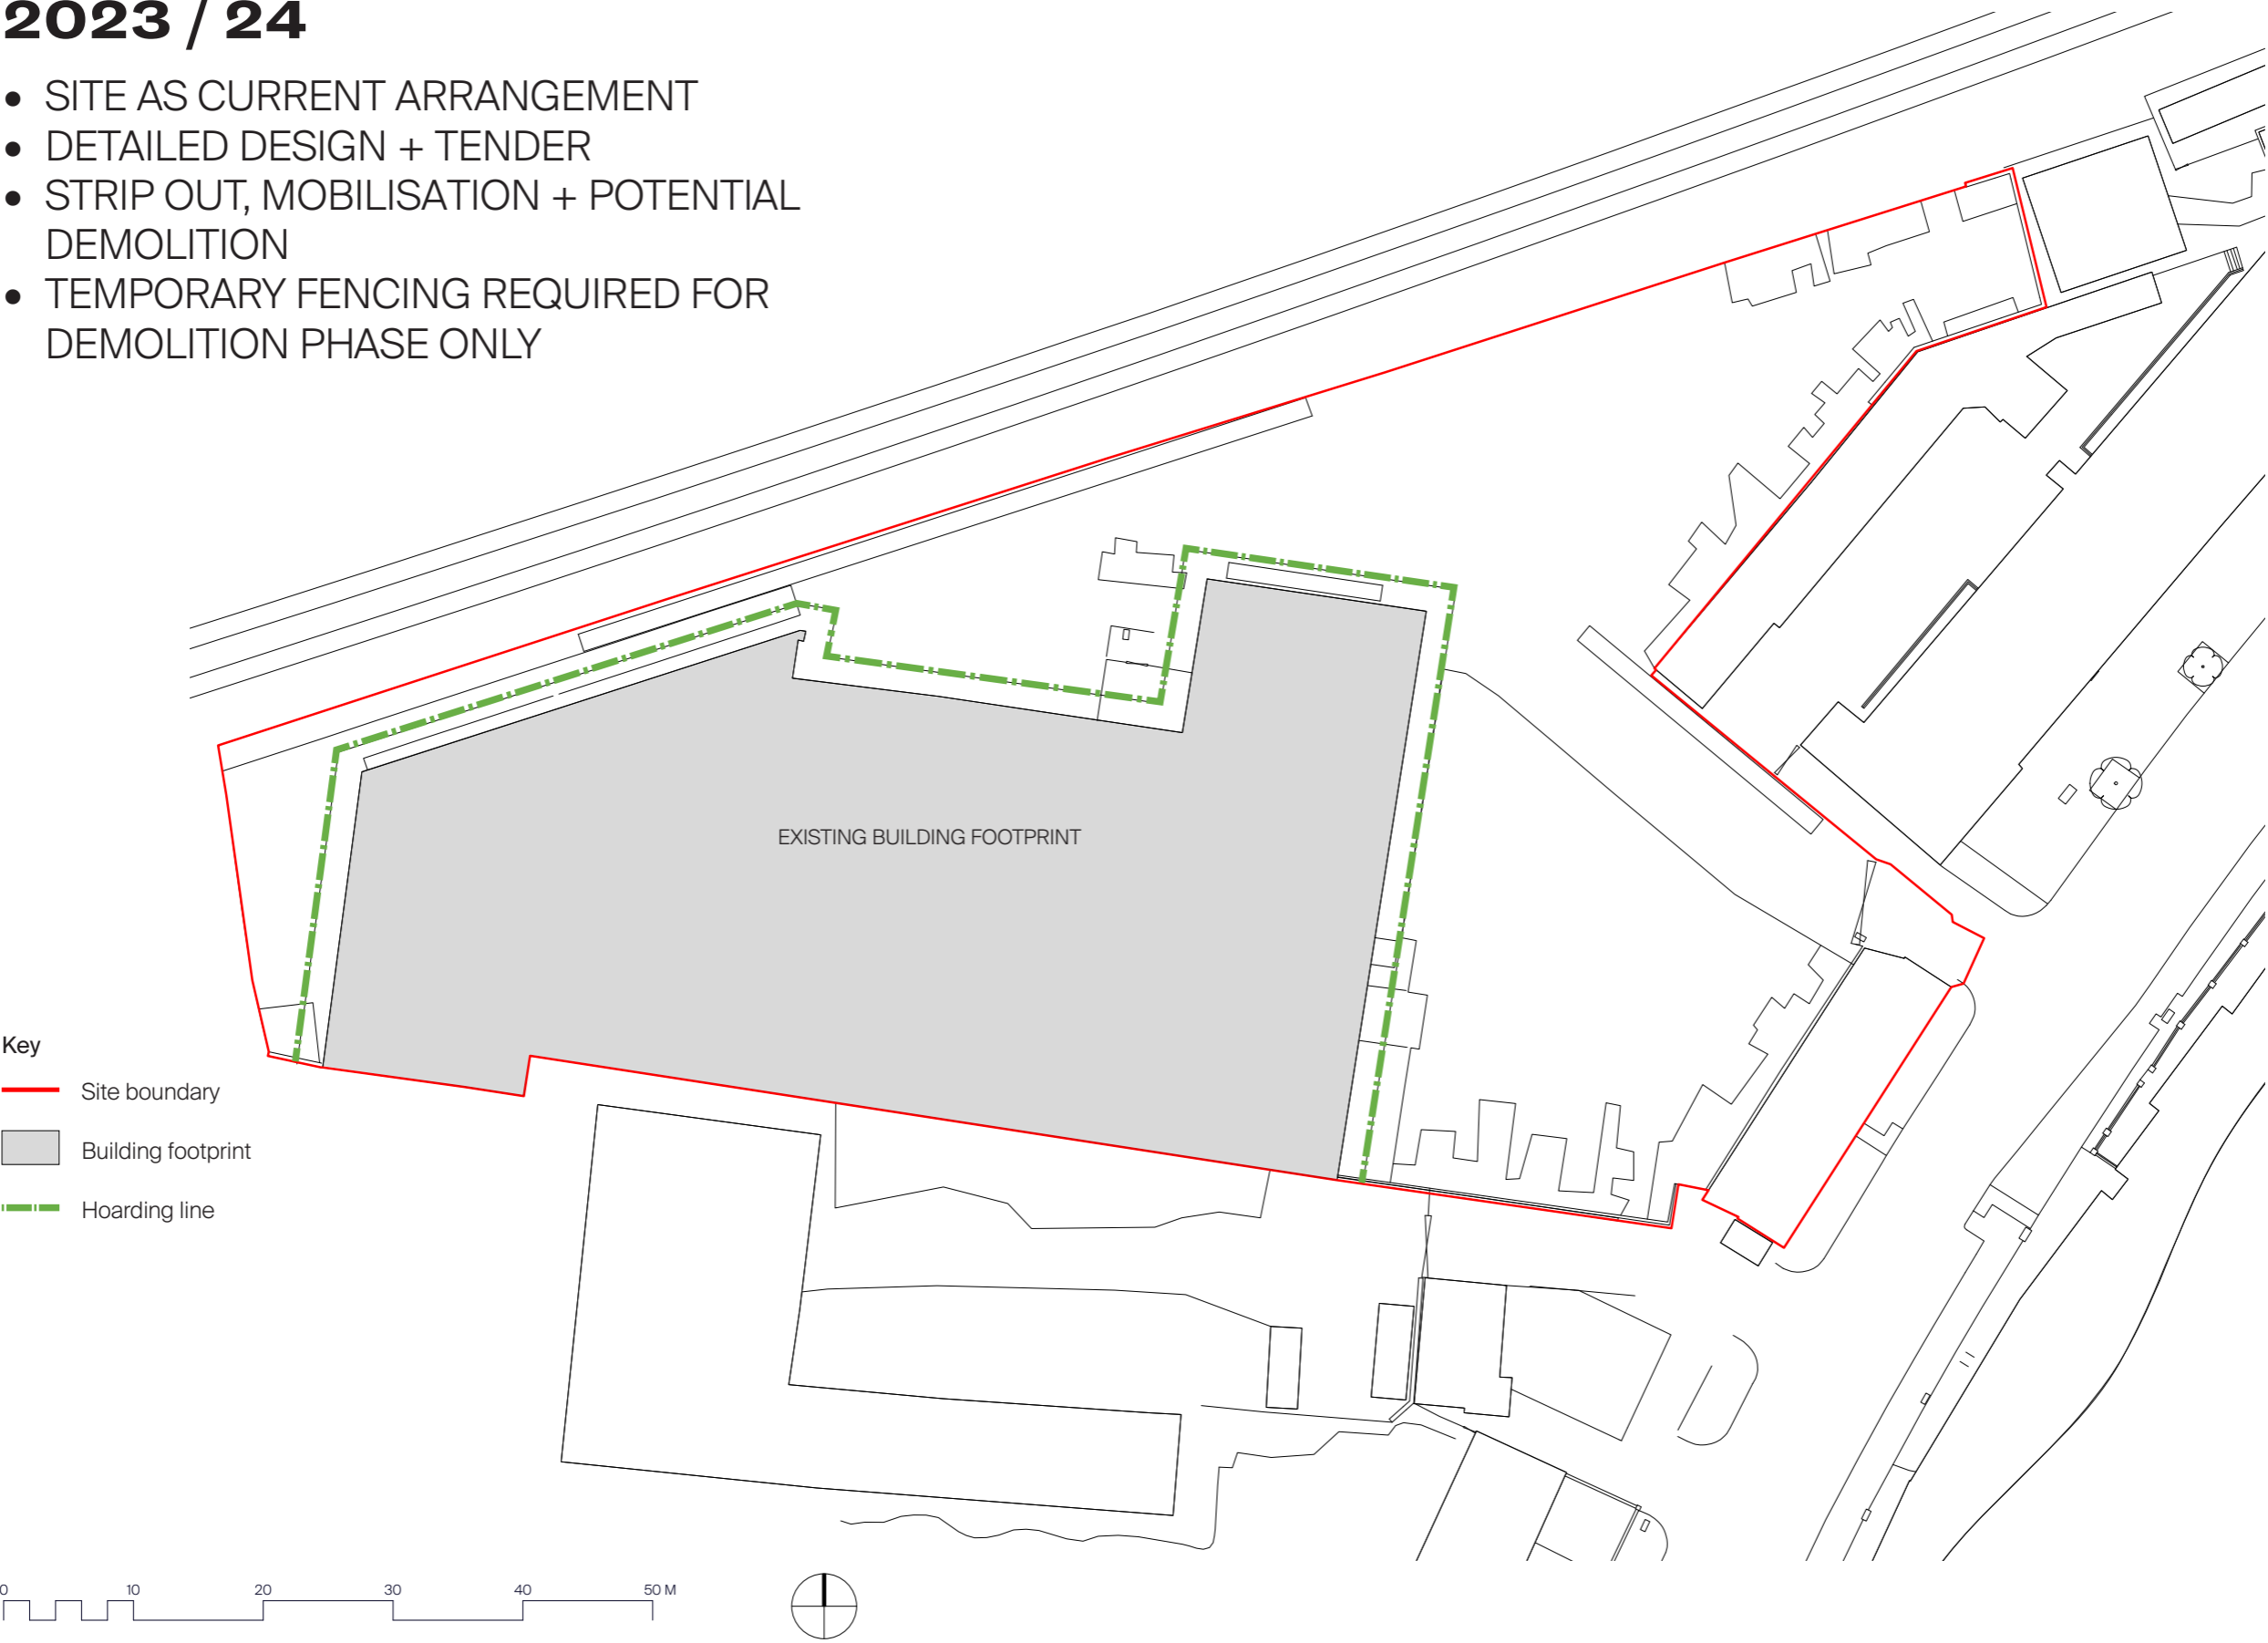 2023 / 24
• SITE AS CURRENT ARRANGEMENT
• DETAILED DESIGN + TENDER
• STRIP OUT, MOBILISATION + POTENTIAL
DEMOLITION
• TEMPORARY FENCING REQUIRED FOR
DEMOLITION PHASE ONLY
EXISTING BUILDING FOOTPRINT
Key
Site boundary
Building footprint
Hoarding line
0 10 20 30 40 50 M